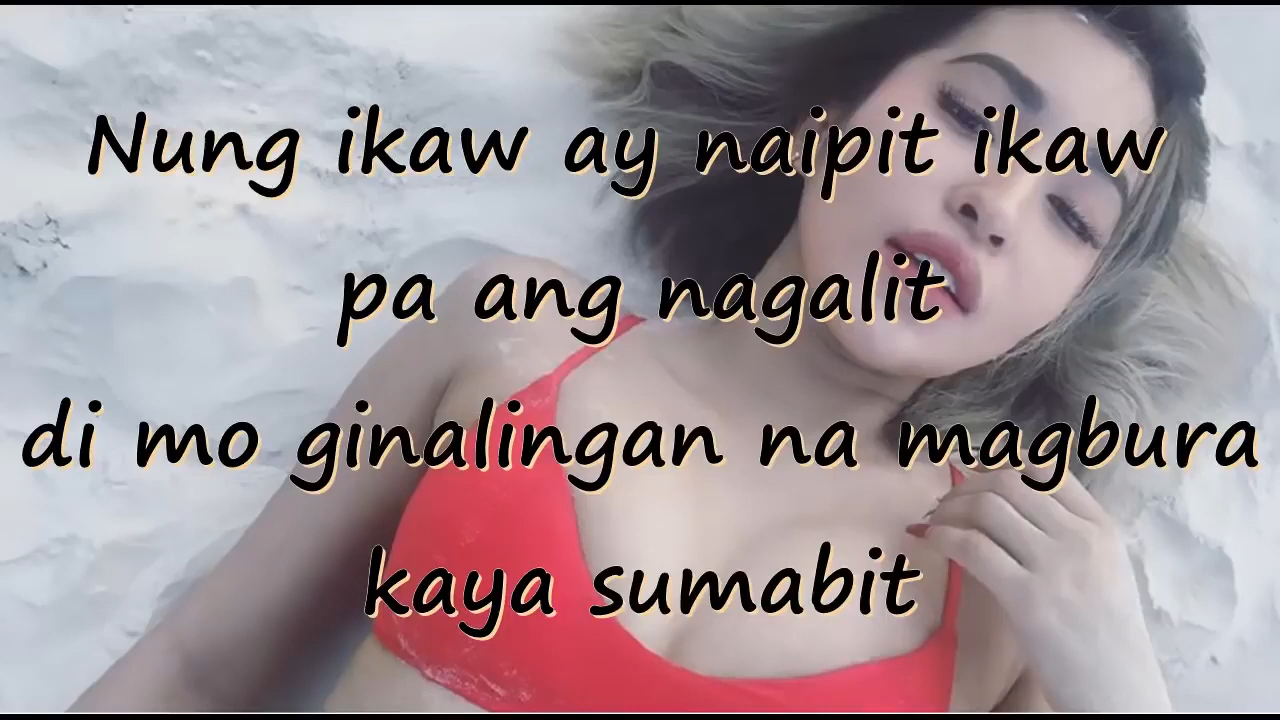 Nung ikaw ay naipit ikaw
pa ang nagalit
di mo ginalingan na magbura
kaya sumabit